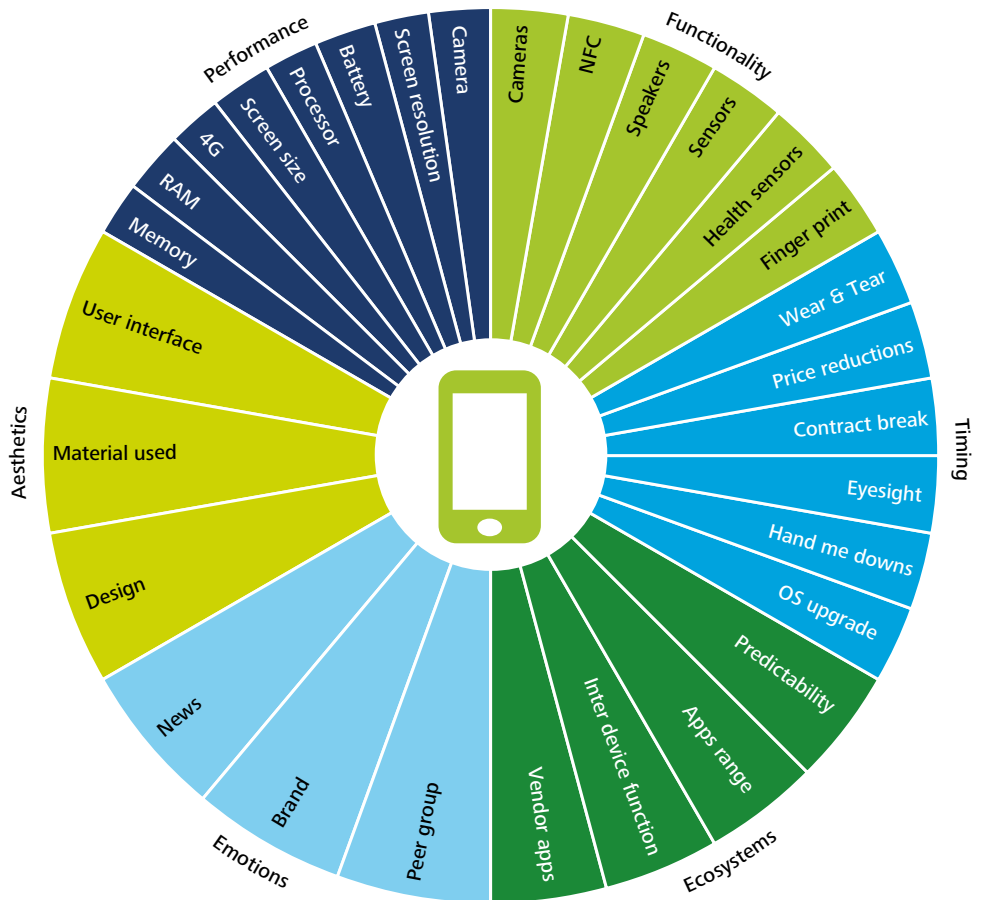 Performance
Memory
RAM
4G
Screen size
Processor
Battery
Screen resolution
Camera
Functionality
Cameras
NFC
Speakers
Sensors
Health sensors
Finger print
Timing
Wear & Tear
Price reductions
Contract break
Eyesight
Hand me downs
OS upgrade
Ecosystems
Predictability
Apps range
Inter device function
Vendor apps
Emotions
Peer group
Brand
News
Aesthetics
Design
Material used
User interface